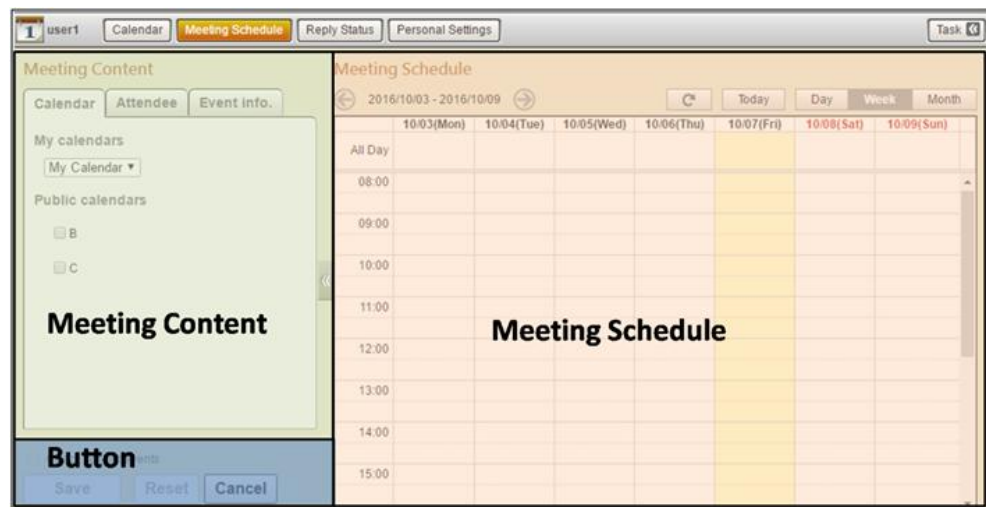 1 user1 Calendar Meeting Schedule Reply Status Personal Settings Task
Meeting Content
Calendar Attendee Event info.
My calendars
My Calendar
Public calendars
B
C
Meeting Content
Button
Save Reset Cancel
Meeting Schedule
2016/10/03 - 2016/10/09 Today Day Week Month
10/03(Mon) 10/04(Tue) 10/05(Wed) 10/06(Thu) 10/07(Fri) 10/08(Sat) 10/09(Sun)
All Day
08:00
09:00
10:00
11:00
Meeting Schedule
12:00
13:00
14:00
15:00